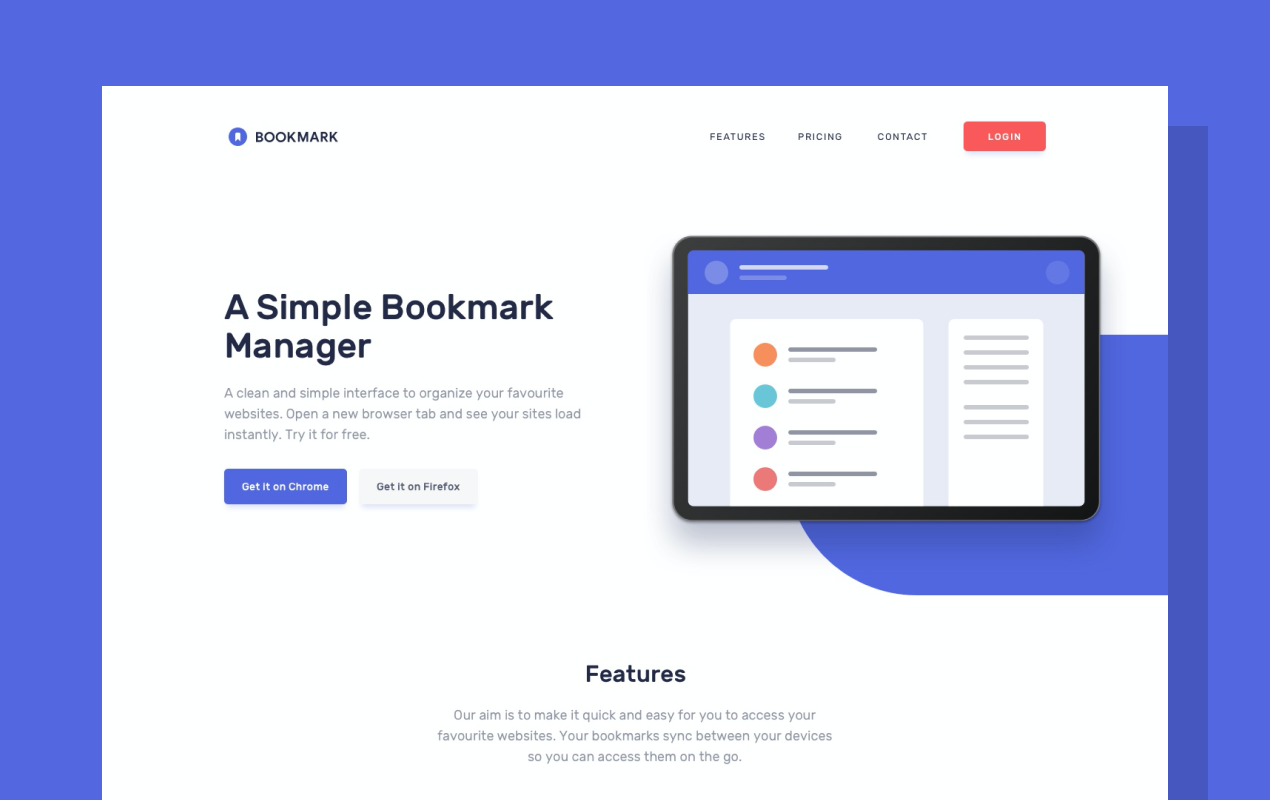 BOOKMARK
FEATURES PRICING CONTACT LOGIN
A Simple Bookmark
Manager
A clean and simple interface to organize your favourite
websites. Open a new browser tab and see your sites load
instantly. Try it for free.
Get it on Chrome Get it on Firefox
Features
Our aim is to make it quick and easy for you to access your
favourite websites. Your bookmarks sync between your devices
so you can access them on the go.